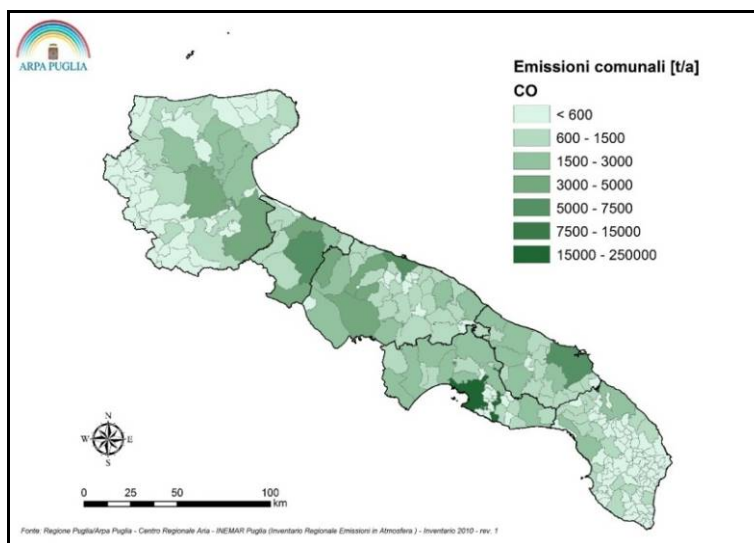 ARPA PUGLIA
Emissioni comunali [t/a]
CO
< 600
600 - 1500
1500 - 3000
3000 - 5000
5000 - 7500
7500 - 15000
15000 - 250000
N
W E
S
0 25 50 100
km
Fonte: Regione Puglia/Arpa Puglia - Centro Regionale Aria - INEMAR Puglia (Inventario Regionale Emissioni in Atmosfera ) - Inventario 2010 - rev. 1